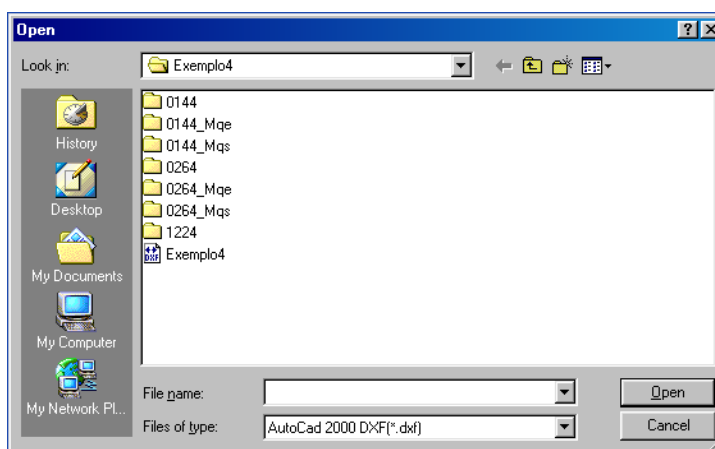 Open
Look in:
Exemplo4
History
Desktop
My Documents
My Computer
My Network Pl...
0144
0144_Mqe
0144_Mqs
0264
0264_Mqe
0264_Mqs
1224
DXF
Exemplo4
File name:
Open
Files of type:
AutoCad 2000 DXF(*.dxf)
Cancel